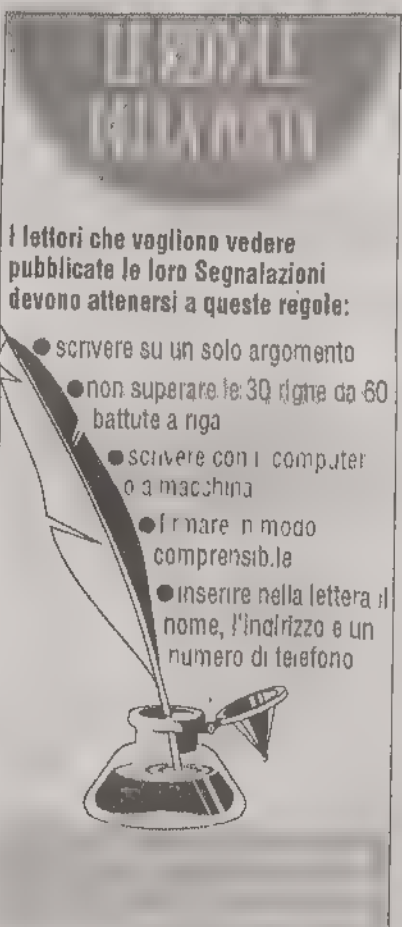 I lettori che vogliono vedere
pubblicate le loro Segnalazioni
devono attenersi a queste regole:
● scrivere su un solo argomento
● non superare le 30 righe da 60
battute a riga
● scrivere con il computer
o a macchina
● firmare in modo
comprensibile
● inserire nella lettera il
nome, l'indirizzo e un
numero di telefono